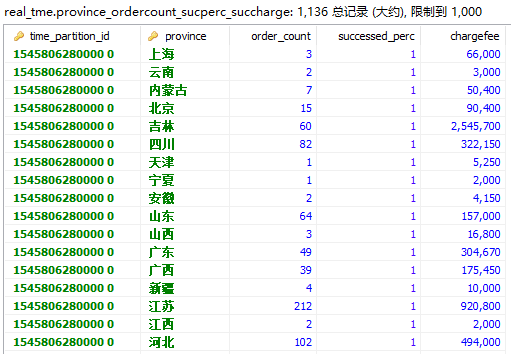 real_tme.province_ordercount_sucperc_succharge: 1,136 总记录 (大约), 限制到 1,000
time_partition_id province order_count successed_perc chargefee
1545806280000 0 上海 3 1 66,000
1545806280000 0 云南 2 1 3,000
1545806280000 0 内蒙古 7 1 50,400
1545806280000 0 北京 15 1 90,400
1545806280000 0 吉林 60 1 2,545,700
1545806280000 0 四川 82 1 322,150
1545806280000 0 天津 1 1 5,250
1545806280000 0 宁夏 1 1 2,000
1545806280000 0 安徽 2 1 4,150
1545806280000 0 山东 64 1 157,000
1545806280000 0 山西 3 1 16,800
1545806280000 0 广东 49 1 304,670
1545806280000 0 广西 39 1 175,450
1545806280000 0 新疆 4 1 10,000
1545806280000 0 江苏 212 1 920,800
1545806280000 0 江西 2 1 2,000
1545806280000 0 河北 102 1 494,000